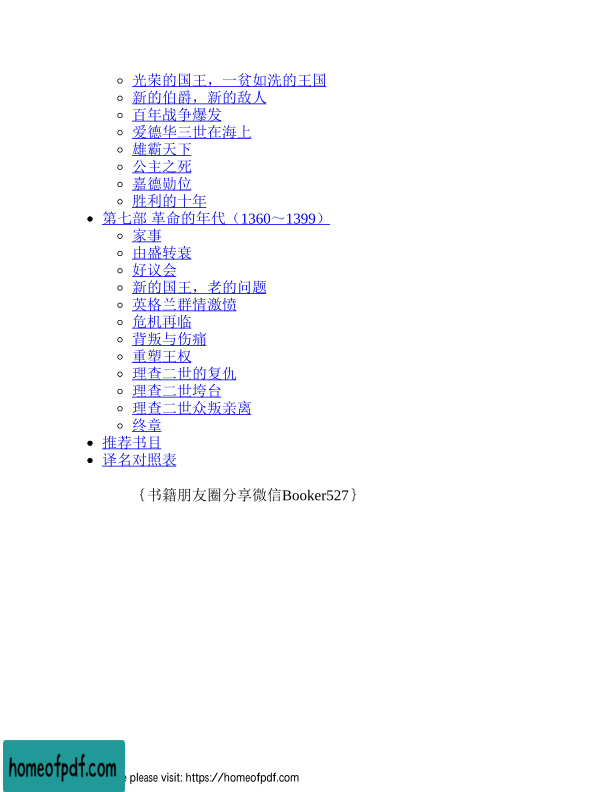 光荣的国王，一贫如洗的王国
新的伯爵，新的敌人
百年战争爆发
爱德华三世在海上
雄霸天下
公主之死
嘉德勋位
胜利的十年
第七部 革命的年代（1360～1399）
家事
由盛转衰
好议会
新的国王，老的问题
英格兰群情激愤
危机再临
背叛与伤痛
重塑王权
理查二世的复仇
理查二世垮台
理查二世众叛亲离
终章
推荐书目
译名对照表
｛书籍朋友圈分享微信Booker527｝
homeofpdf.com
e please visit: https://homeofpdf.com